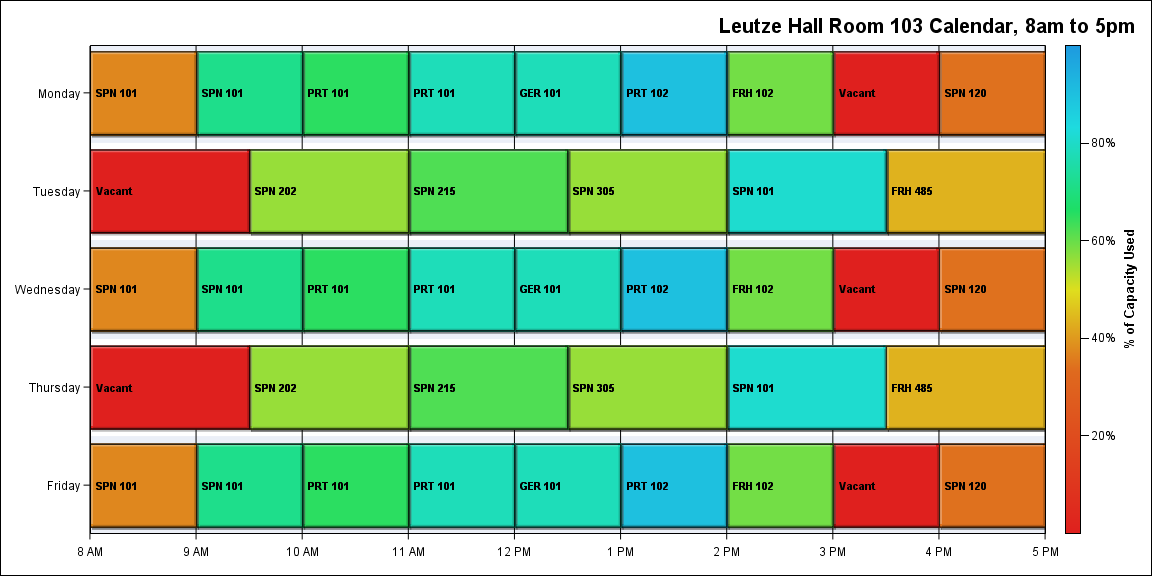 Leutze Hall Room 103 Calendar, 8am to 5pm
Monday
SPN 101
SPN 101
PRT 101
PRT 101
GER 101
PRT 102
FRH 102
Vacant
SPN 120
Tuesday
Vacant
SPN 202
SPN 215
SPN 305
SPN 101
FRH 485
Wednesday
SPN 101
SPN 101
PRT 101
PRT 101
GER 101
PRT 102
FRH 102
Vacant
SPN 120
Thursday
Vacant
SPN 202
SPN 215
SPN 305
SPN 101
FRH 485
Friday
SPN 101
SPN 101
PRT 101
PRT 101
GER 101
PRT 102
FRH 102
Vacant
SPN 120
8 AM
9 AM
10 AM
11 AM
12 PM
1 PM
2 PM
3 PM
4 PM
5 PM
80%
60%
40%
20%
% of Capacity Used